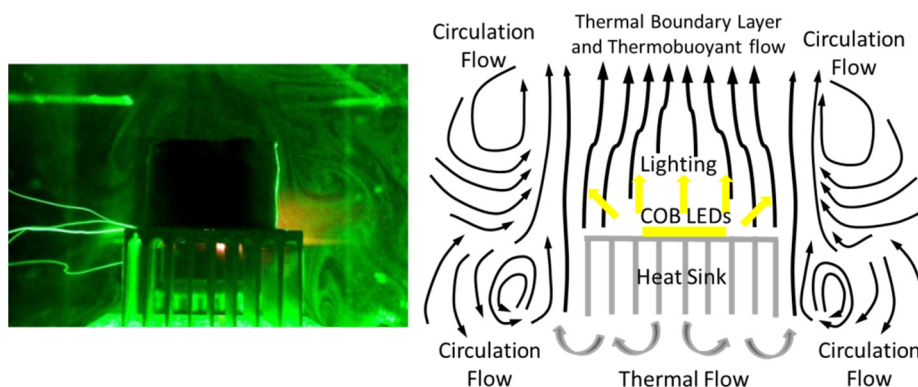 Thermal Boundary Layer
and Thermobuoyant flow
Circulation
Flow
Circulation
Flow
Lighting
COB LEDs
Heat Sink
Circulation
Flow
Thermal Flow
Circulation
Flow